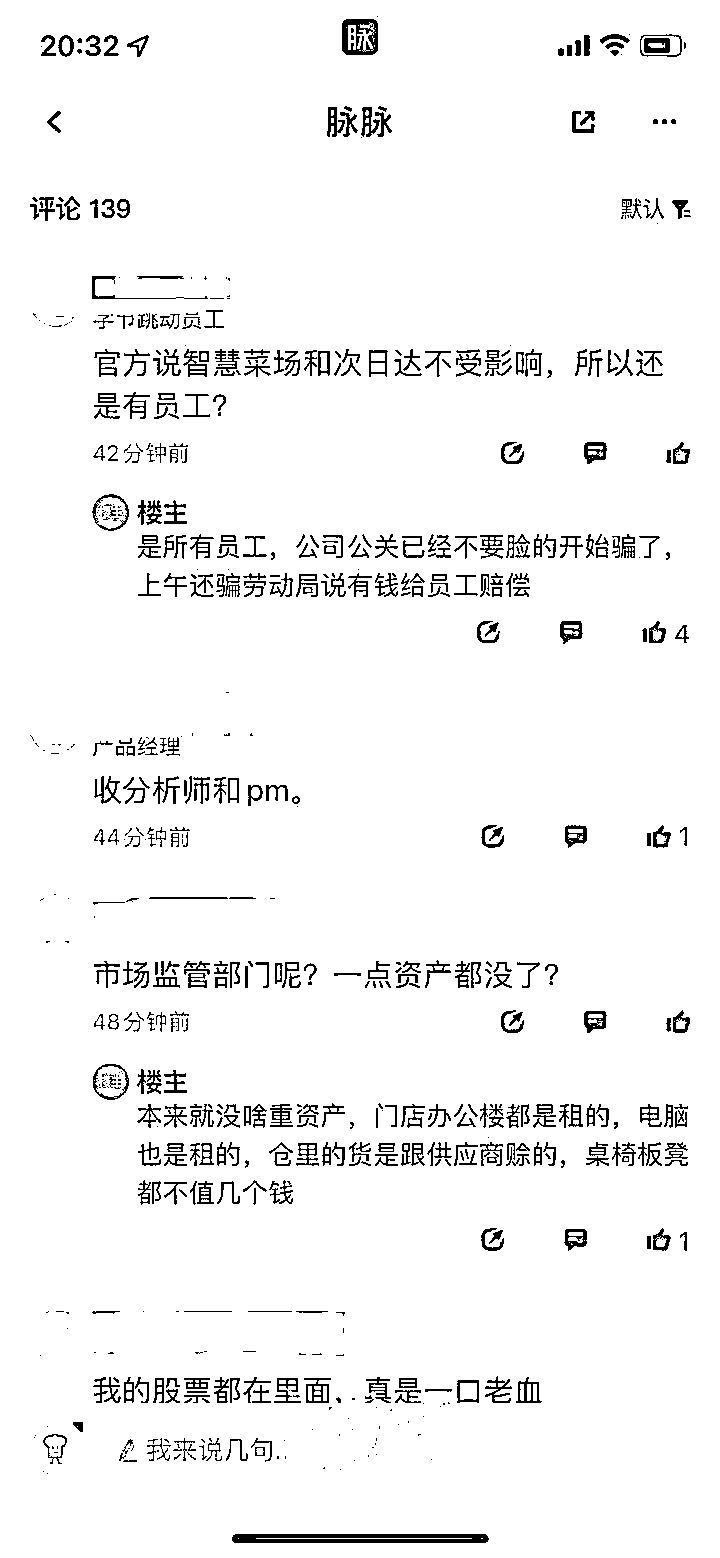 20:32
脉
脉脉
评论 139
默认
字节跳动员工
官方说智慧菜场和次日达不受影响，所以还
是有员工？
42分钟前
楼主
是所有员工，公司公关已经不要脸的开始骗了，
上午还骗劳动局说有钱给员工赔偿
4
产品经理
收分析师和pm。
44分钟前
1
市场监管部门呢？一点资产都没了？
48分钟前
楼主
本来就没啥重资产，门店办公楼都是租的，电脑
也是租的，仓里的货是跟供应商赊的，桌椅板凳
都不值几个钱
1
我的股票都在里面，. 真是一口老血
我来说几句..